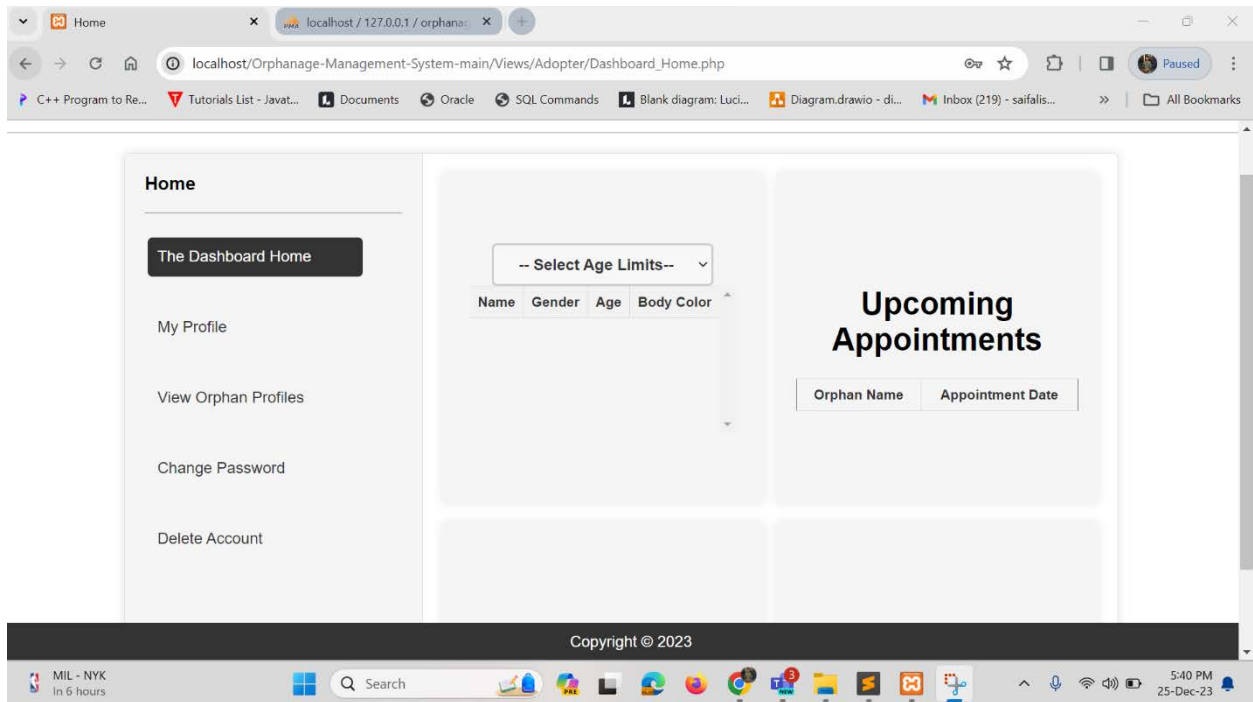 Home
localhost / 127.0.0.1 / orphanag
localhost/Orphanage-Management-System-main/Views/Adopter/Dashboard_Home.php
Paused
C++ Program to Re...
Tutorials List - Javat...
Documents
Oracle
SQL Commands
Blank diagram: Luci...
Diagram.drawio - di...
Inbox (219) - saifalis...
»
All Bookmarks
Home
The Dashboard Home
My Profile
View Orphan Profiles
Change Password
Delete Account
-- Select Age Limits--
Name Gender Age Body Color
Upcoming
Appointments
Orphan Name Appointment Date
Copyright © 2023
MIL - NYK
In 6 hours
Search
PRE
3
NEW
5:40 PM
25-Dec-23